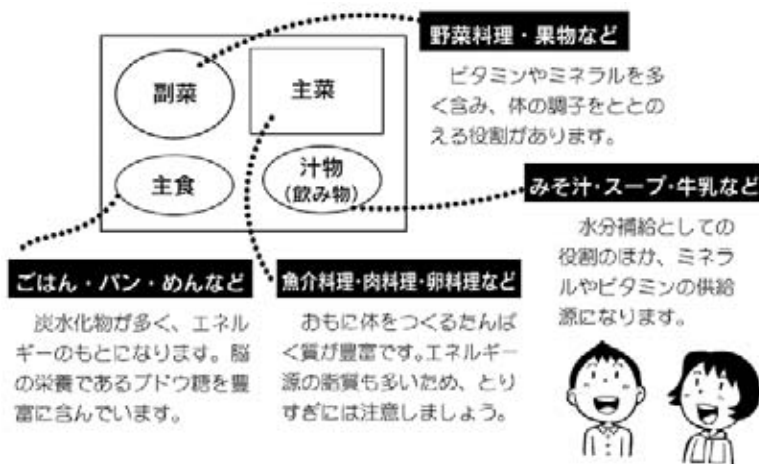 野菜料理・果物など
ビタミンやミネラルを多
く含み、体の調子をととの
える役割があります。
副菜
主菜
主食
汁物
(飲み物)
みそ汁・スープ・牛乳など
水分補給としての
役割のほか、ミネラ
ルやビタミンの供給
源になります。
ごはん・パン・めんなど
炭水化物が多く、エネル
ギーのもとになります。脳
の栄養であるブドウ糖を豊
富に含んでいます。
魚介料理・肉料理・卵料理など
おもに体をつくるたんぱ
く質が豊富です。エネルギー
源の脂質も多いため、とり
すぎには注意しましょう。